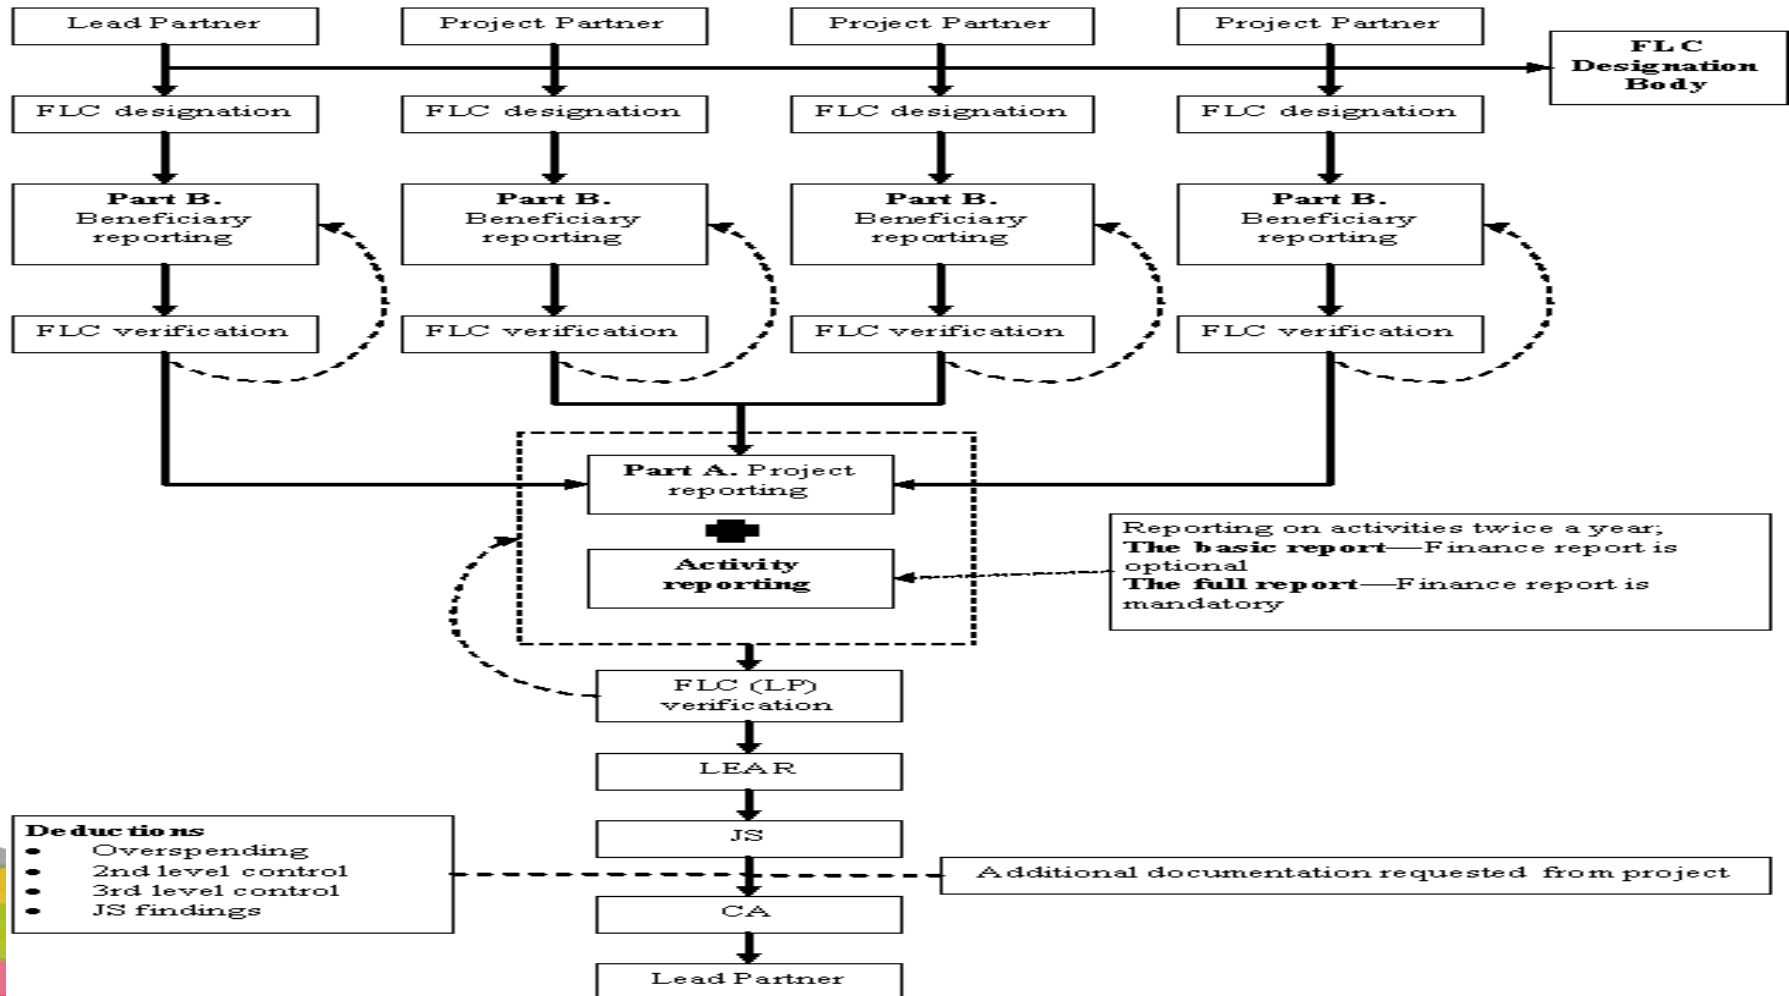 Lead Partner
Project Partner
Project Partner
Project Partner
FLC
Designation
Body
FLC designation
FLC designation
FLC designation
FLC designation
Part B.
Beneficiary
reporting
Part B.
Beneficiary
reporting
Part B.
Beneficiary
reporting
Part B.
Beneficiary
reporting
FLC verification
FLC verification
FLC verification
FLC verification
Part A. Project
reporting
Activity
reporting
Reporting on activities twice a year;
The basic report—Finance report is
optional
The full report—Finance report is
mandatory
FLC (LP)
verification
LEAR
JS
Deductions
• Overspending
• 2nd level control
• 3rd level control
• JS findings
Additional documentation requested from project
CA
Lead Partner